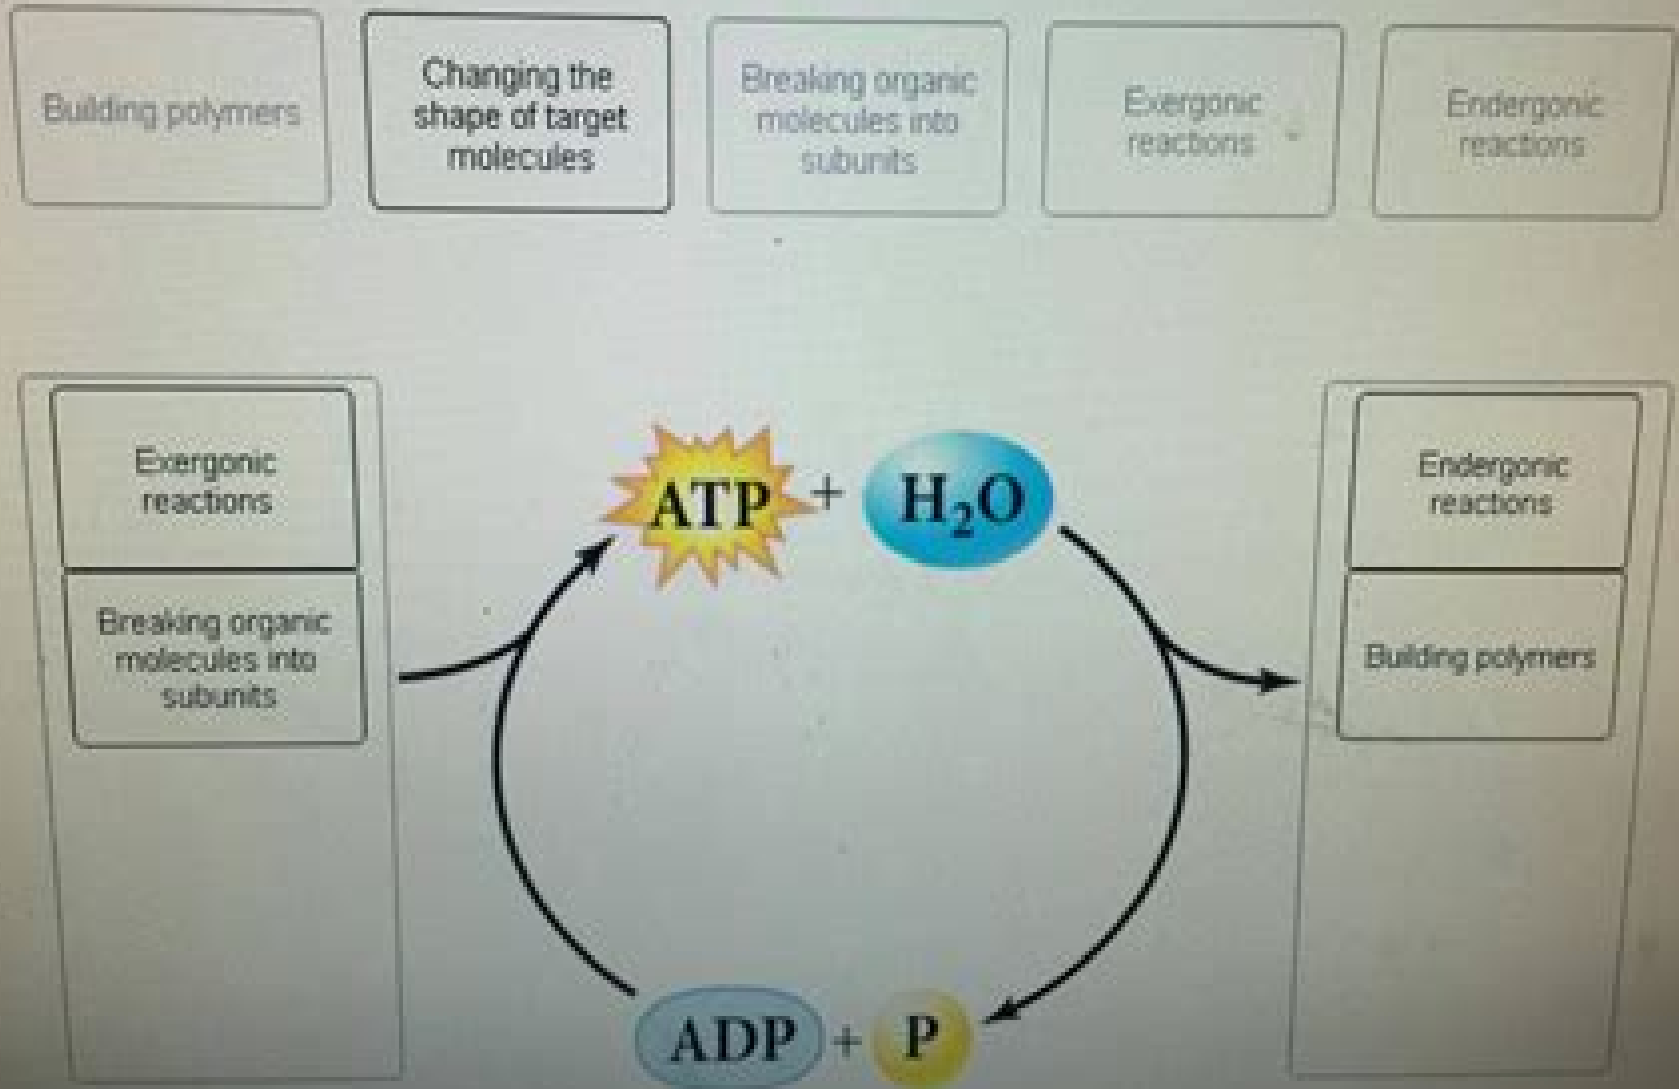 Building polymers
Changing the
shape of target
molecules
Breaking organic
molecules into
subunits
Exergonic
reactions
Endergonic
reactions
Exergonic
reactions
Breaking organic
molecules into
subunits
ATP + H₂O
Endergonic
reactions
Building polymers
ADP + P